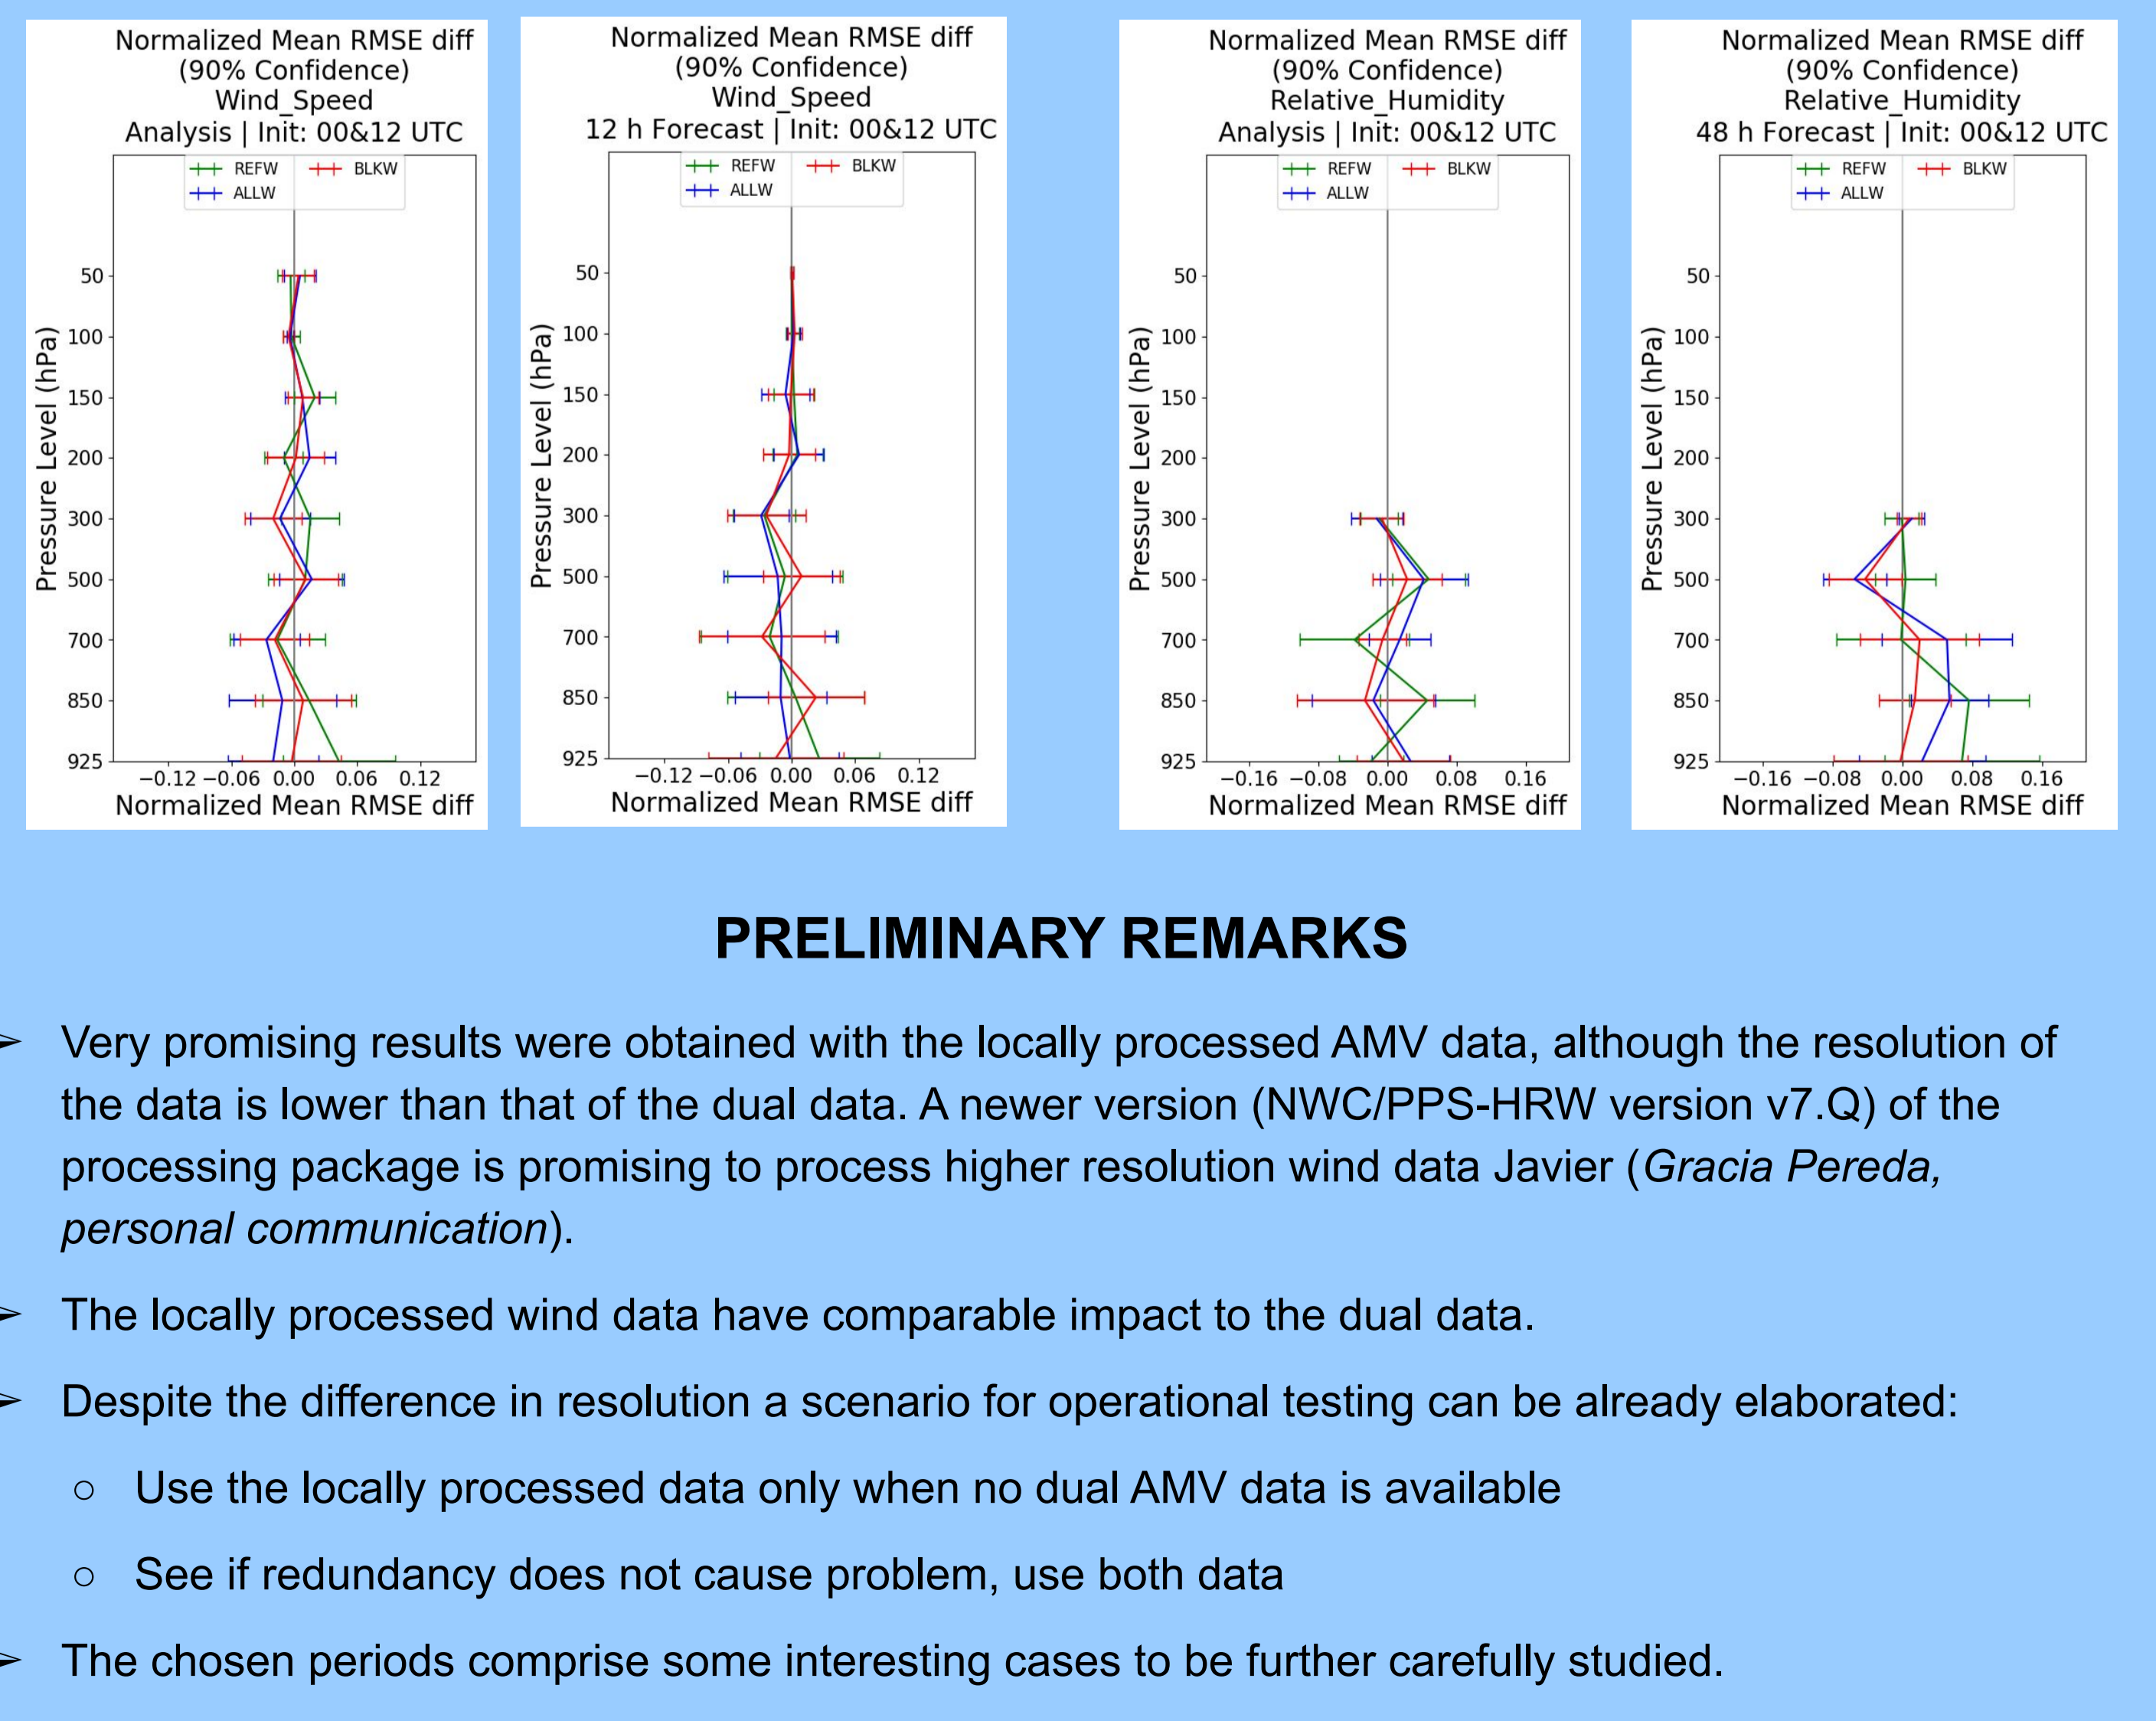 Normalized Mean RMSE diff
(90% Confidence)
Wind_Speed
Analysis | Init: 00&12 UTC
REFW
BLKW
ALLW
Pressure Level (hPa)
50
100
150
200
300
500
700
850
925
−0.12 −0.06 0.00 0.06 0.12
Normalized Mean RMSE diff
Normalized Mean RMSE diff
(90% Confidence)
Wind_Speed
12 h Forecast | Init: 00&12 UTC
REFW
BLKW
ALLW
Pressure Level (hPa)
50
100
150
200
300
500
700
850
925
−0.12 −0.06 0.00 0.06 0.12
Normalized Mean RMSE diff
Normalized Mean RMSE diff
(90% Confidence)
Relative_Humidity
Analysis | Init: 00&12 UTC
REFW
BLKW
ALLW
Pressure Level (hPa)
50
100
150
200
300
500
700
850
925
−0.16 −0.08 0.00 0.08 0.16
Normalized Mean RMSE diff
Normalized Mean RMSE diff
(90% Confidence)
Relative_Humidity
48 h Forecast | Init: 00&12 UTC
REFW
BLKW
ALLW
Pressure Level (hPa)
50
100
150
200
300
500
700
850
925
−0.16 −0.08 0.00 0.08 0.16
Normalized Mean RMSE diff
PRELIMINARY REMARKS
➢ Very promising results were obtained with the locally processed AMV data, although the resolution of
the data is lower than that of the dual data. A newer version (NWC/PPS-HRW version v7.Q) of the
processing package is promising to process higher resolution wind data Javier (Gracia Pereda,
personal communication).
➢ The locally processed wind data have comparable impact to the dual data.
➢ Despite the difference in resolution a scenario for operational testing can be already elaborated:
○ Use the locally processed data only when no dual AMV data is available
○ See if redundancy does not cause problem, use both data
➢ The chosen periods comprise some interesting cases to be further carefully studied.